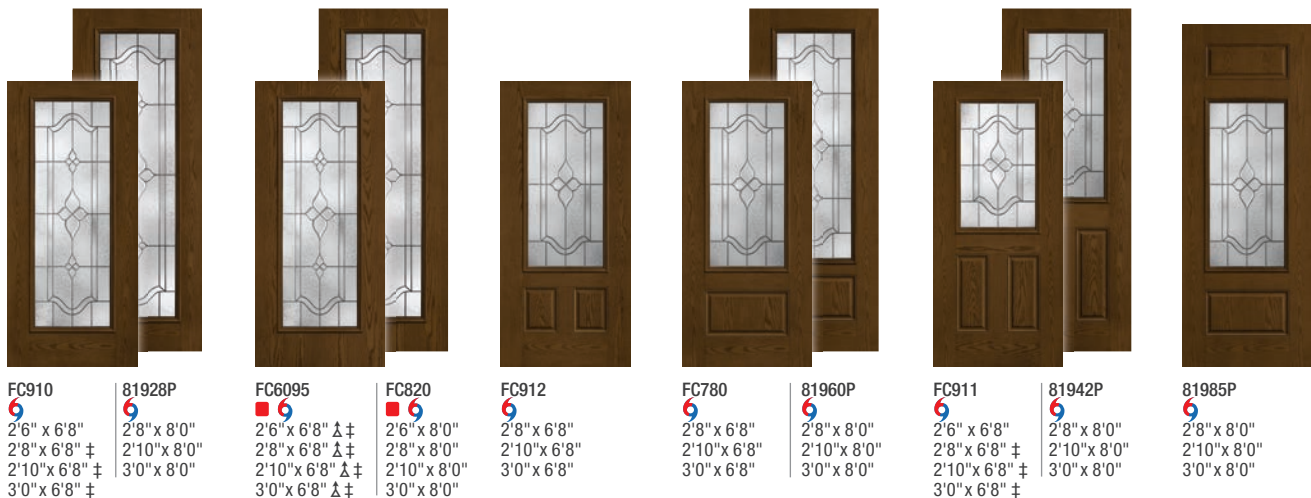 FC910
2'6" x 6'8"
2'8" x 6'8" ‡
2'10"x 6'8" ‡
3'0"x 6'8" ‡
81928P
2'8" x 8'0"
2'10"x 8'0"
3'0"x 8'0"
FC6095
2'6" x 6'8" ‡
2'8" x 6'8" ‡
2'10"x 6'8" ‡
3'0"x 6'8" ‡
FC820
2'6" x 8'0"
2'8" x 8'0"
2'10"x 8'0"
3'0"x 8'0"
FC912
2'8" x 6'8"
2'10"x 6'8"
3'0"x 6'8"
FC780
2'8" x 6'8"
2'10"x 6'8"
3'0"x 6'8"
81960P
2'8" x 8'0"
2'10"x 8'0"
3'0"x 8'0"
FC911
2'6" x 6'8"
2'8" x 6'8" ‡
2'10"x 6'8" ‡
3'0"x 6'8" ‡
81942P
2'8" x 8'0"
2'10"x 8'0"
3'0"x 8'0"
81985P
2'8" x 8'0"
2'10"x 8'0"
3'0"x 8'0"